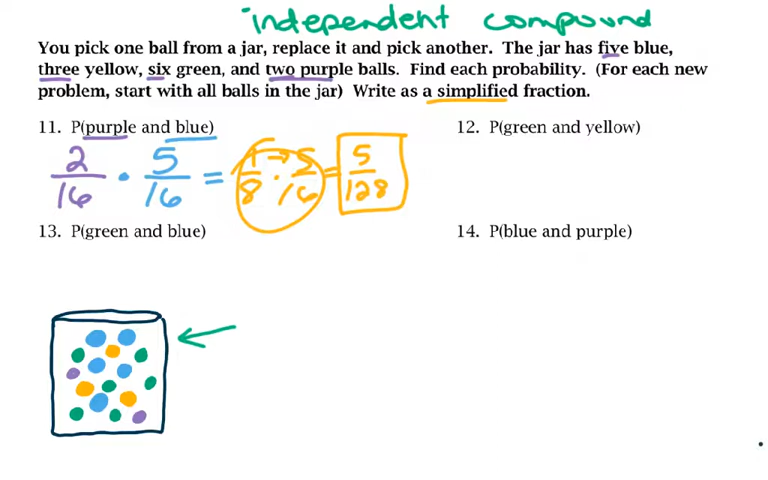 independent compound
You pick one ball from a jar, replace it and pick another. The jar has five blue,
three yellow, six green, and two purple balls. Find each probability. (For each new
problem, start with all balls in the jar) Write as a simplified fraction.
11. P(purple and blue)
12. P(green and yellow)
2/16 · 5/16 = 1/8 · 5/16 = 5/128
13. P(green and blue)
14. P(blue and purple)